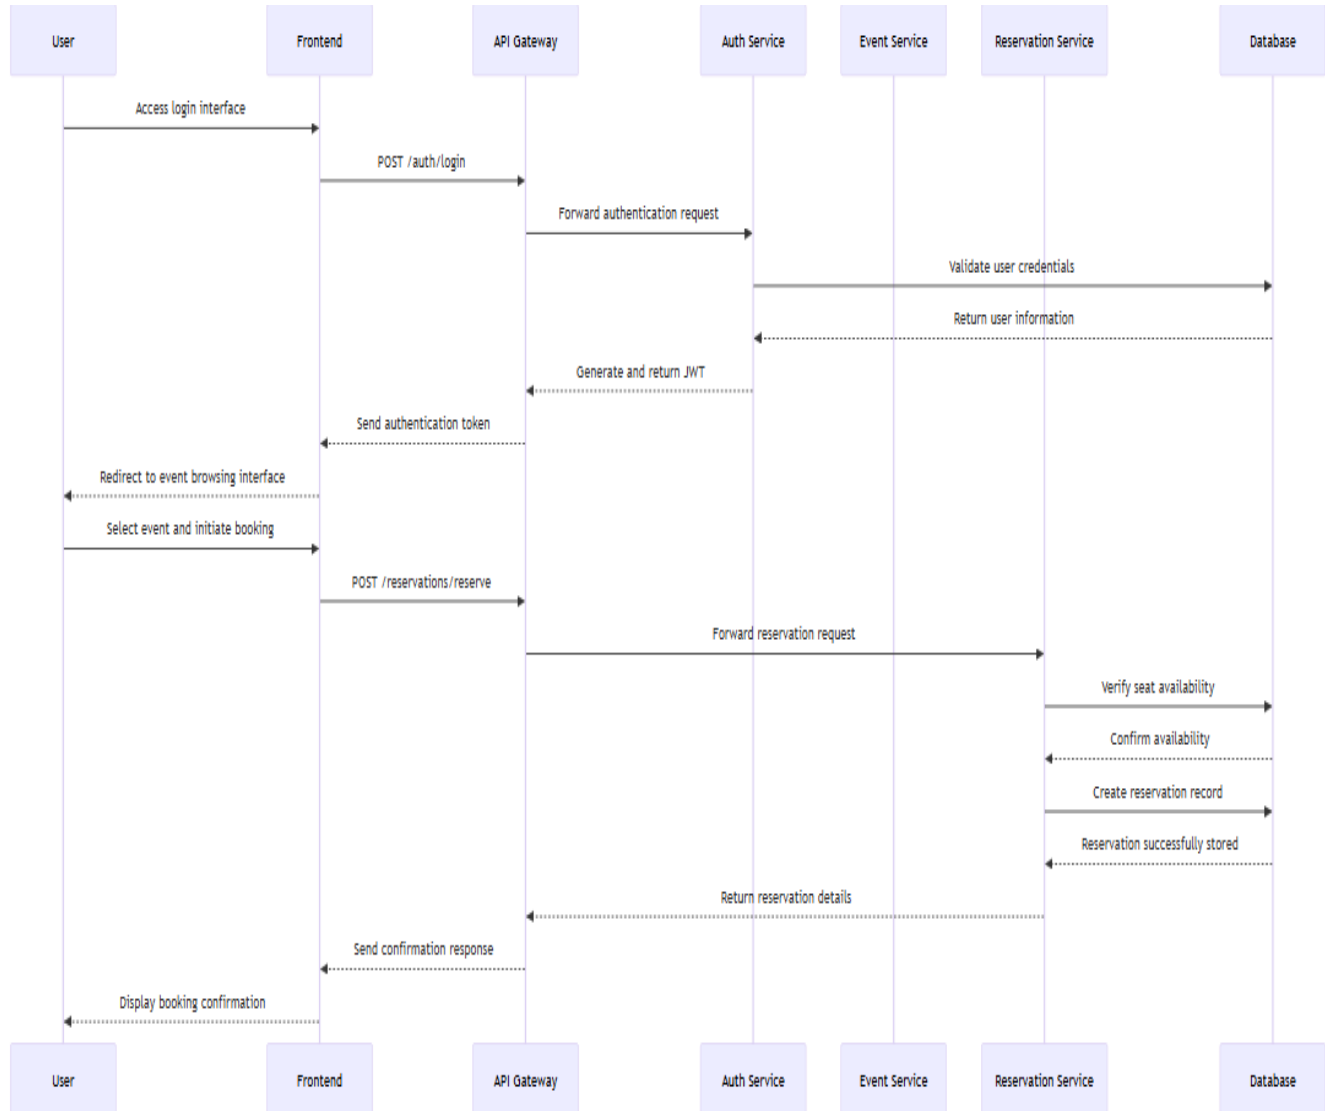 User
Frontend
API Gateway
Auth Service
Event Service
Reservation Service
Database
Access login interface
POST /auth/login
Forward authentication request
Validate user credentials
Return user information
Generate and return JWT
Send authentication token
Redirect to event browsing interface
Select event and initiate booking
POST /reservations/reserve
Forward reservation request
Verify seat availability
Confirm availability
Create reservation record
Reservation successfully stored
Return reservation details
Send confirmation response
Display booking confirmation
User
Frontend
API Gateway
Auth Service
Event Service
Reservation Service
Database